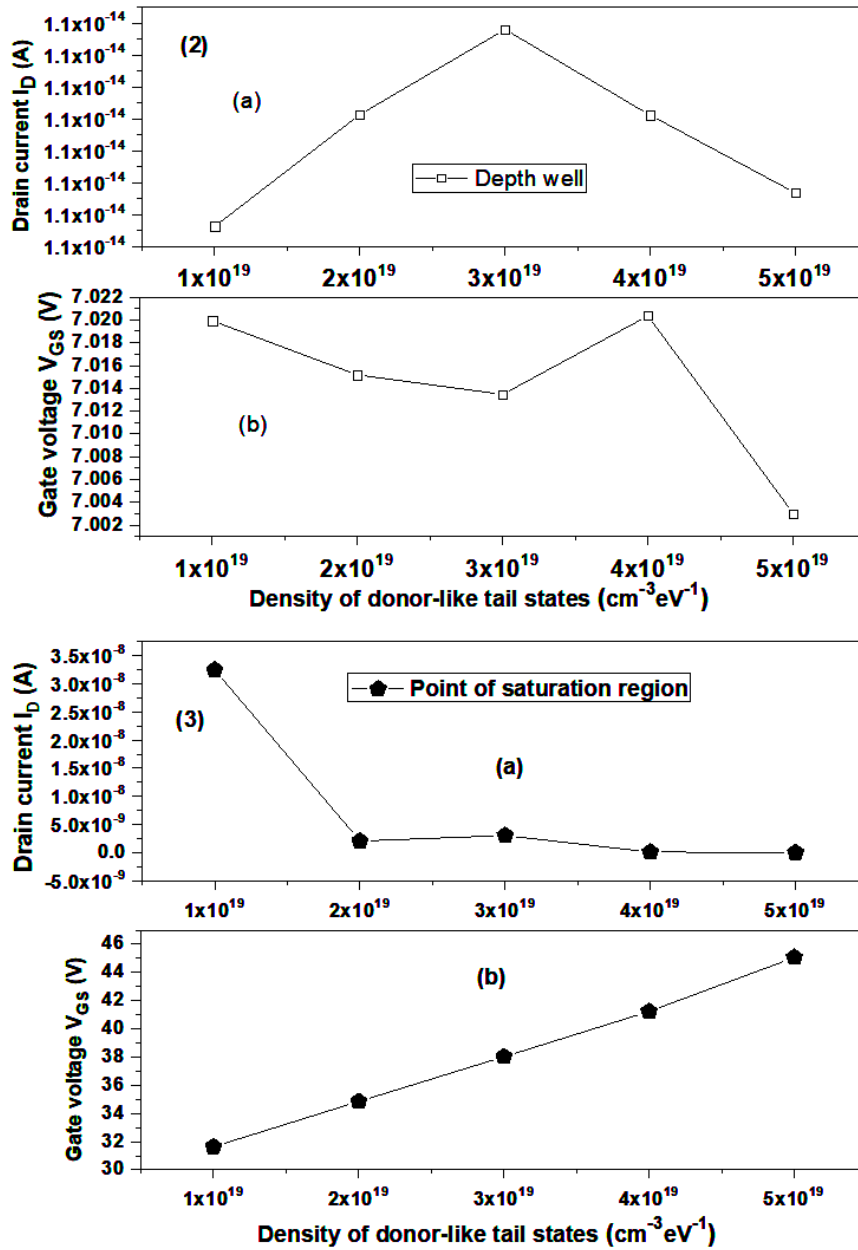 (2)
(a)
Depth well
Drain current I_D (A)
1.1x10⁻¹⁴
1.1x10⁻¹⁴
1.1x10⁻¹⁴
1.1x10⁻¹⁴
1.1x10⁻¹⁴
1.1x10⁻¹⁴
1.1x10⁻¹⁴
1.1x10⁻¹⁴
1x10¹⁹ 2x10¹⁹ 3x10¹⁹ 4x10¹⁹ 5x10¹⁹
Gate voltage V_GS (V)
7.022
7.020
7.018
7.016
7.014
7.012
7.010
7.008
7.006
7.004
7.002
(b)
1x10¹⁹ 2x10¹⁹ 3x10¹⁹ 4x10¹⁹ 5x10¹⁹
Density of donor-like tail states (cm⁻³eV⁻¹)
(3)
(a)
Point of saturation region
Drain current I_D (A)
3.5x10⁻⁸
3.0x10⁻⁸
2.5x10⁻⁸
2.0x10⁻⁸
1.5x10⁻⁸
1.0x10⁻⁸
5.0x10⁻⁹
0.0
-5.0x10⁻⁹
1x10¹⁹ 2x10¹⁹ 3x10¹⁹ 4x10¹⁹ 5x10¹⁹
Gate voltage V_GS (V)
46
44
42
40
38
36
34
32
30
(b)
1x10¹⁹ 2x10¹⁹ 3x10¹⁹ 4x10¹⁹ 5x10¹⁹
Density of donor-like tail states (cm⁻³eV⁻¹)